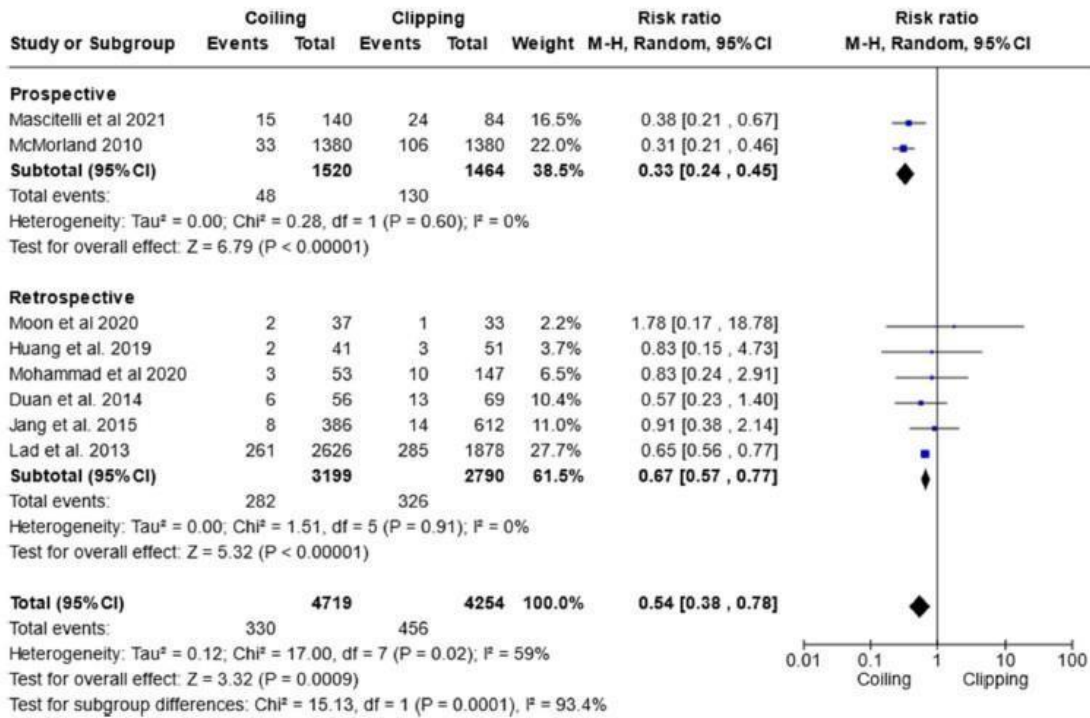 Coiling Clipping Risk ratio Risk ratio
Study or Subgroup Events Total Events Total Weight M-H, Random, 95%CI M-H, Random, 95%CI
Prospective
Mascitelli et al 2021 15 140 24 84 16.5% 0.38 [0.21 , 0.67]
McMorland 2010 33 1380 106 1380 22.0% 0.31 [0.21 , 0.46]
Subtotal (95%CI) 1520 1464 38.5% 0.33 [0.24 , 0.45]
Total events: 48 130
Heterogeneity: Tau² = 0.00; Chi² = 0.28, df = 1 (P = 0.60); I² = 0%
Test for overall effect: Z = 6.79 (P < 0.00001)
Retrospective
Moon et al 2020 2 37 1 33 2.2% 1.78 [0.17 , 18.78]
Huang et al. 2019 2 41 3 51 3.7% 0.83 [0.15 , 4.73]
Mohammad et al 2020 3 53 10 147 6.5% 0.83 [0.24 , 2.91]
Duan et al. 2014 6 56 13 69 10.4% 0.57 [0.23 , 1.40]
Jang et al. 2015 8 386 14 612 11.0% 0.91 [0.38 , 2.14]
Lad et al. 2013 261 2626 285 1878 27.7% 0.65 [0.56 , 0.77]
Subtotal (95%CI) 3199 2790 61.5% 0.67 [0.57 , 0.77]
Total events: 282 326
Heterogeneity: Tau² = 0.00; Chi² = 1.51, df = 5 (P = 0.91); I² = 0%
Test for overall effect: Z = 5.32 (P < 0.00001)
Total (95%CI) 4719 4254 100.0% 0.54 [0.38 , 0.78]
Total events: 330 456
Heterogeneity: Tau² = 0.12; Chi² = 17.00, df = 7 (P = 0.02); I² = 59%
0.01 0.1 1 10 100
Test for overall effect: Z = 3.32 (P = 0.0009)
Coiling Clipping
Test for subgroup differences: Chi² = 15.13, df = 1 (P = 0.0001), I² = 93.4%